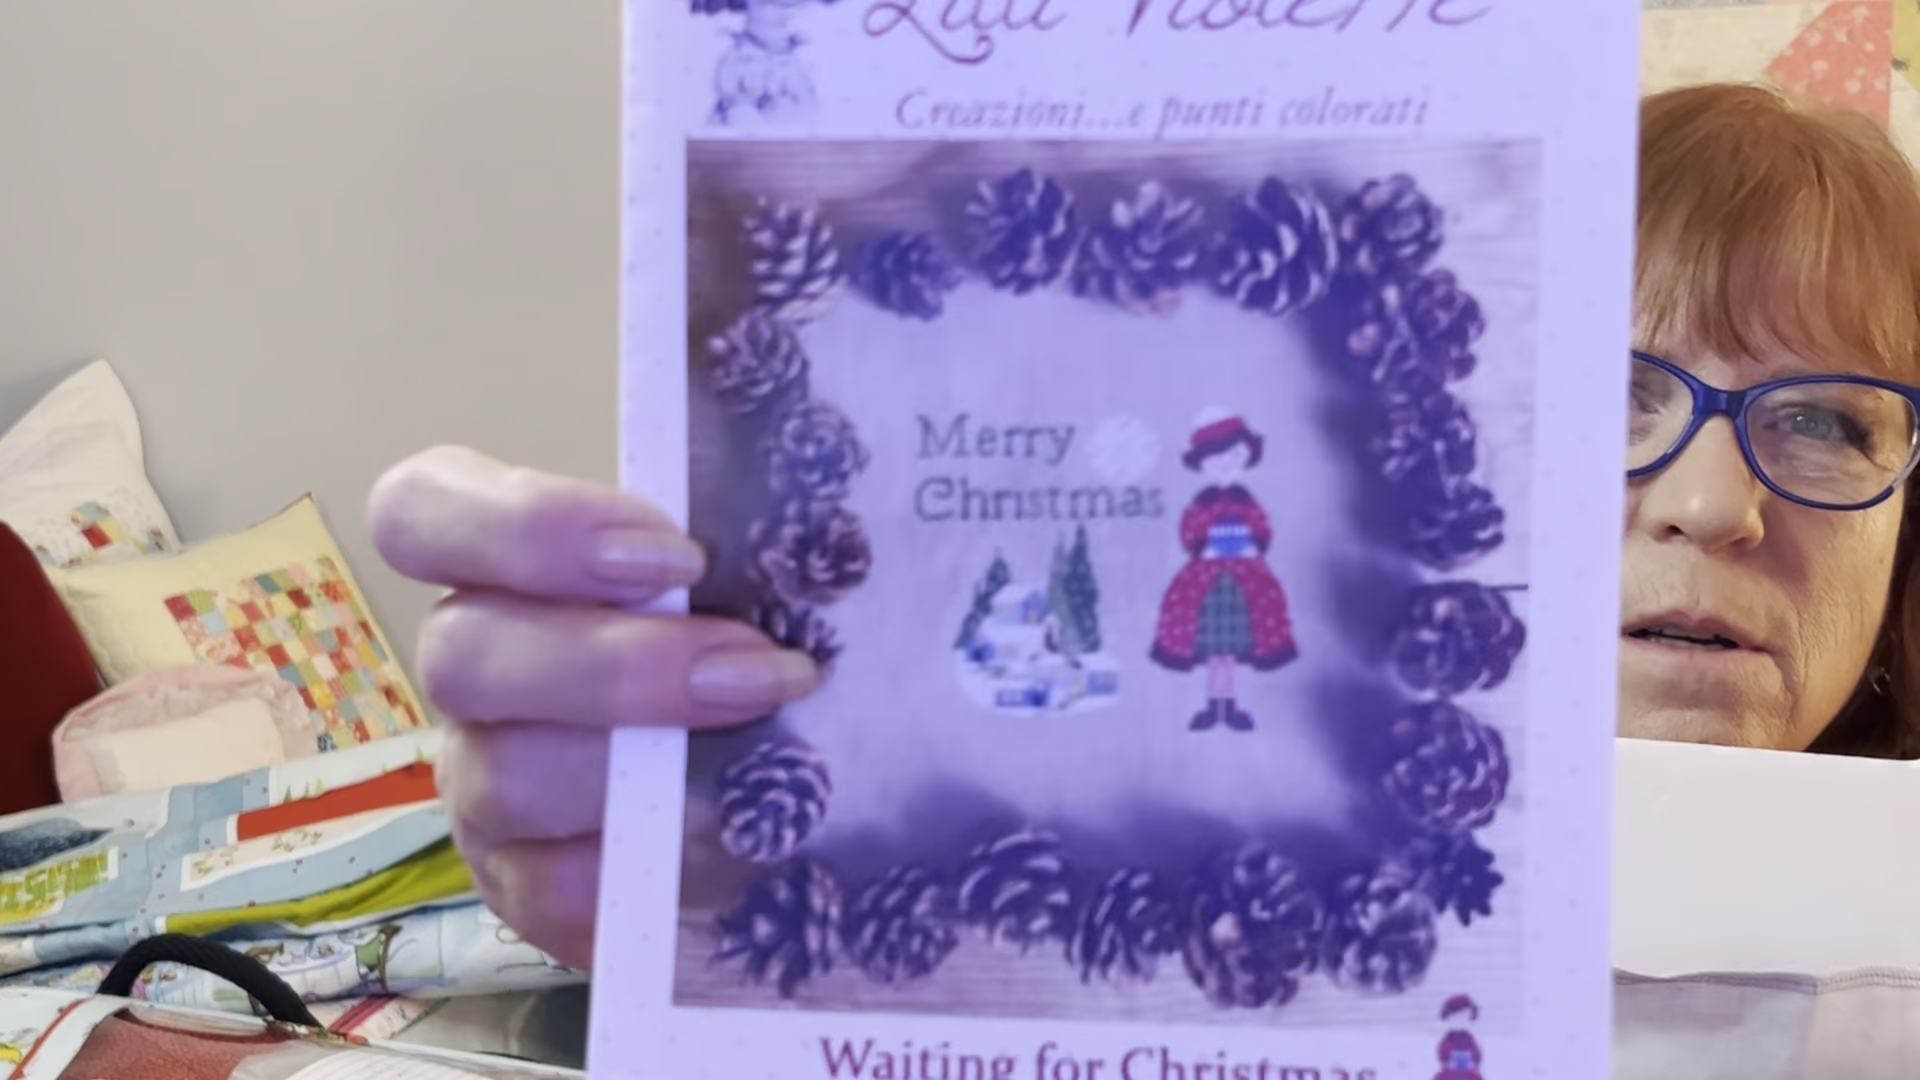 Creazioni...e punti colorati
Merry
Christmas
Waiting for Christmas